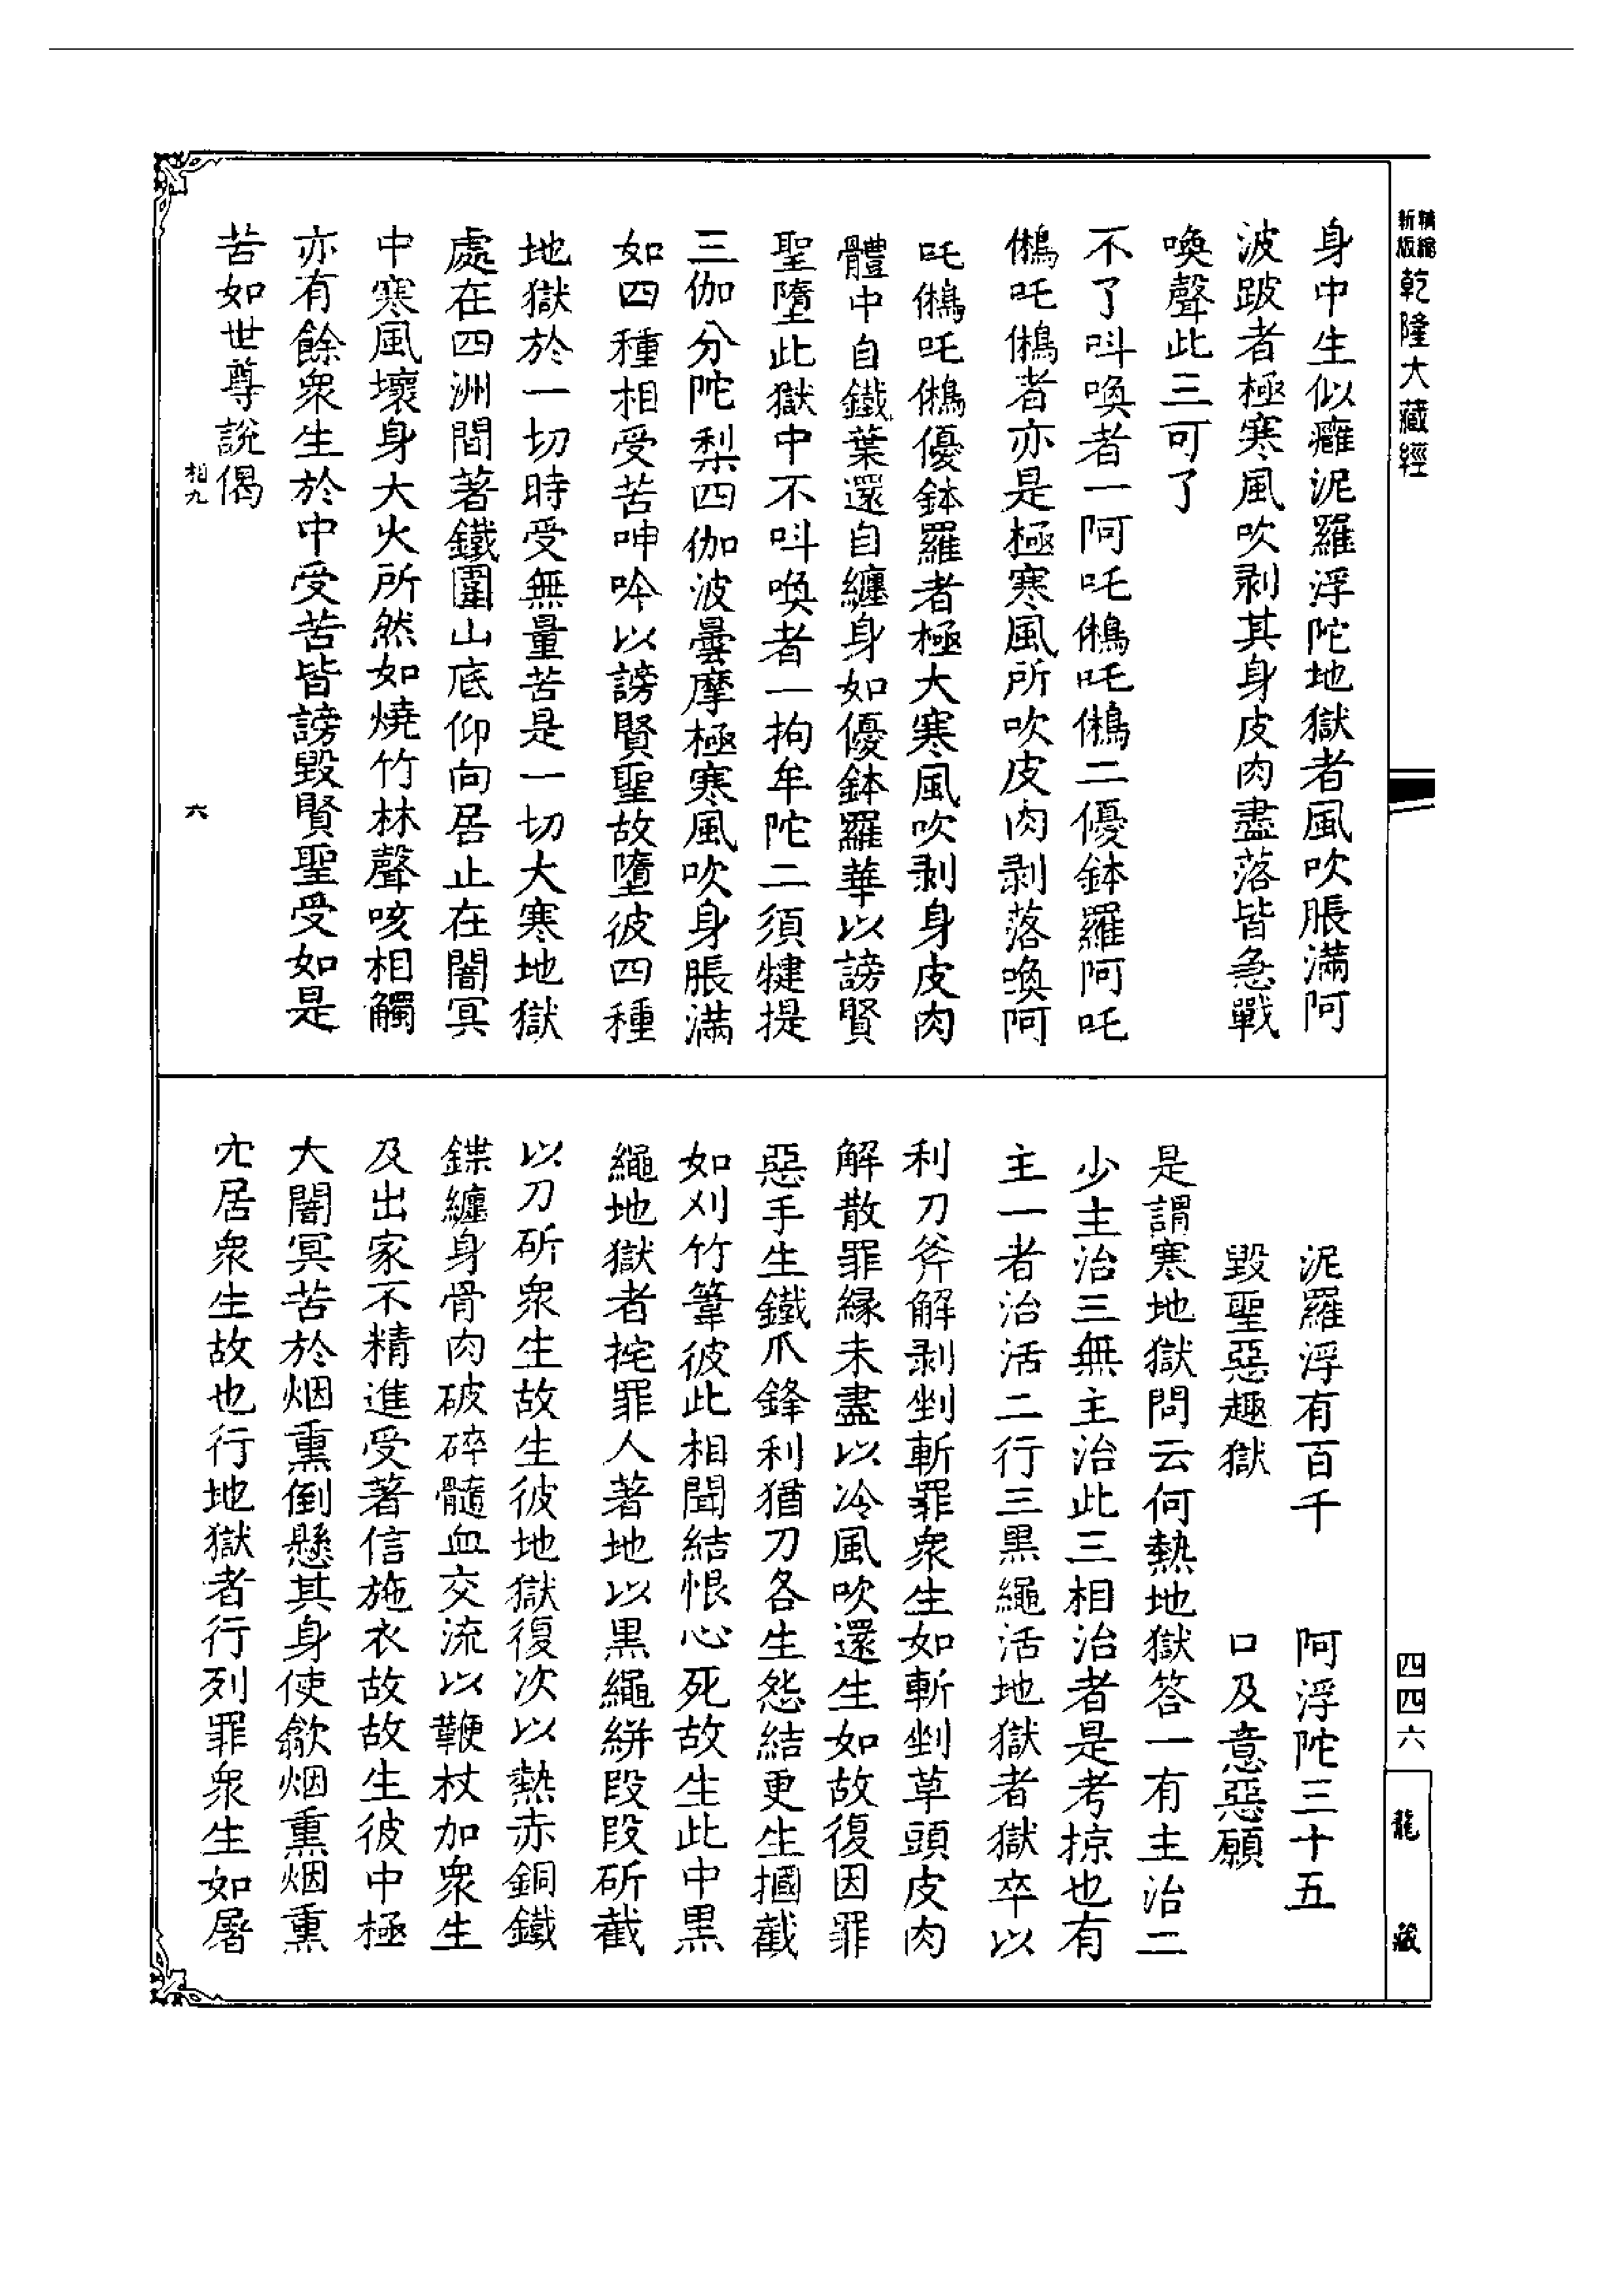 新版精縮乾隆大藏經
身中生似癰泥羅浮陀地獄者風吹脹滿阿
波跛者極寒風吹剥其身皮肉盡落皆急戰
喚聲此三可了
不了呌喚者一阿吒鵂吒鵂二優鉢羅阿吒
鵂吒鵂者亦是極寒風所吹皮肉剥落喚阿
吒鵂吒鵂優鉢羅者極大寒風吹剥身皮肉
體中自鐵葉還自纏身如優鉢羅華以謗賢
聖墮此獄中不呌喚者一拘牟陀二須犍提
三伽分陀梨四伽波曇摩極寒風吹身脹滿
如四種相受苦呻吟以謗賢聖故墮彼四種
地獄於一切時受無量苦是一切大寒地獄
處在四洲間著鐵圍山底仰向居止在闇冥
中寒風壞身大火所然如燒竹林聲咳相觸
亦有餘衆生於中受苦皆謗毀賢聖受如是
苦如世尊說偈
相九
六
泥羅浮有百千　阿浮陀三十五
毀聖惡趣獄　口及意惡願
是謂寒地獄問云何熱地獄答一有主治二
少主治三無主治此三相治者是考掠也有
主一者治活二行三黒繩活地獄者獄卒以
利刀斧解剥剉斬罪衆生如斬剉草頭皮肉
解散罪緣未盡以冷風吹還生如故復因罪
惡手生鐵爪鋒利猶刀各生怨結更生摑截
如刈竹葦彼此相聞結恨心死故生此中黒
繩地獄者挓罪人著地以黒繩絣段段斫截
以刀斫衆生故生彼地獄復次以熱赤銅鐵
鍱纏身骨肉破碎髓血交流以鞭杖加衆生
及出家不精進受著信施衣故故生彼中極
大闇冥苦於烟熏倒懸其身使歙烟熏烟熏
穴居衆生故也行地獄者行列罪衆生如屠
四四六
龍藏